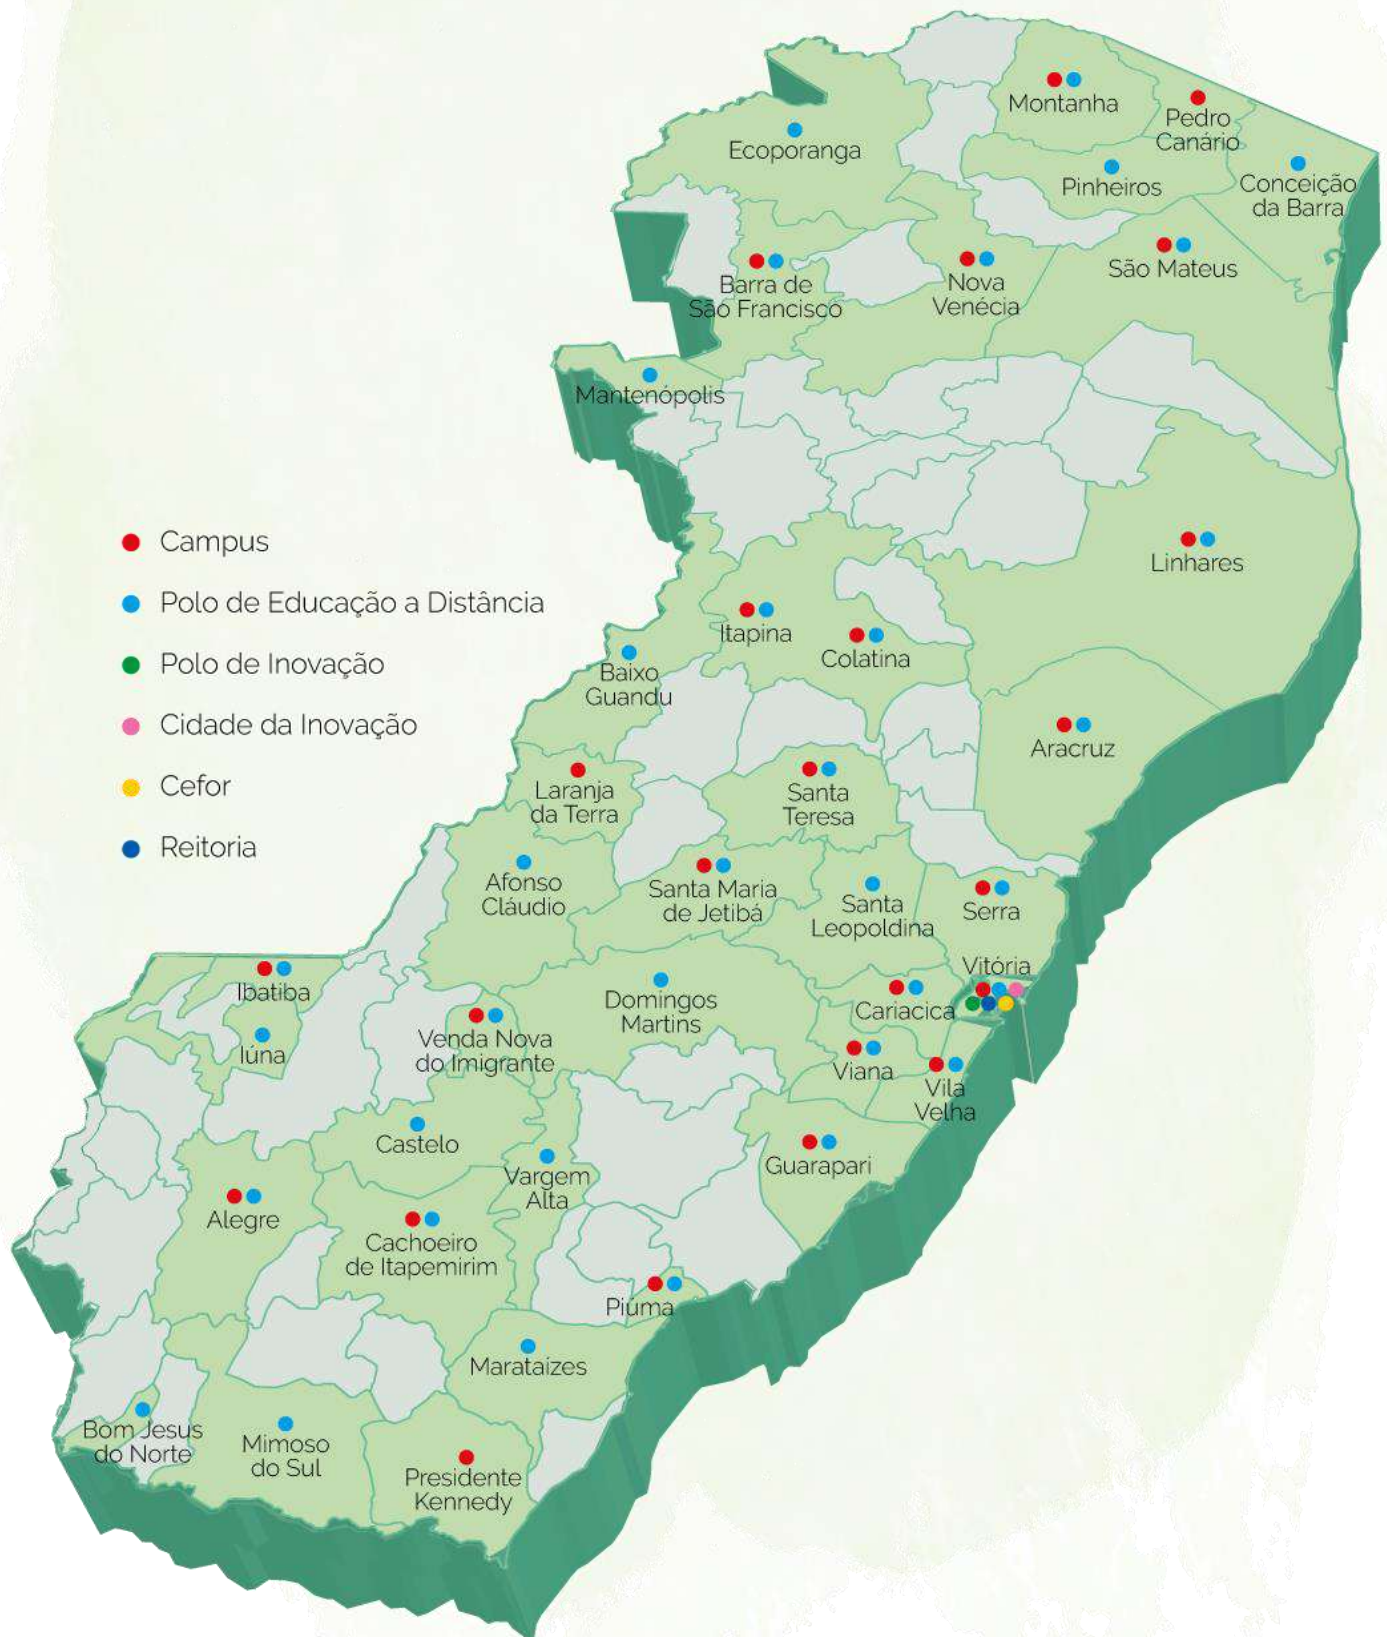 Montanha
Pedro
Canário
Ecoporanga
Pinheiros
Conceição
da Barra
São Mateus
Barra de
São Francisco
Nova
Venécia
Mantenópolis
Campus
Polo de Educação a Distância
Polo de Inovação
Cidade da Inovação
Cefor
Reitoria
Linhares
Itapina
Colatina
Baixo
Guandu
Aracruz
Laranja
da Terra
Santa
Teresa
Afonso
Cláudio
Santa Maria
de Jetibá
Santa
Leopoldina
Serra
Vitória
Ibatiba
Domingos
Martins
Cariacica
Iúna
Venda Nova
do Imigrante
Viana
Vila
Velha
Castelo
Vargem
Alta
Guarapari
Alegre
Cachoeiro
de Itapemirim
Piúma
Marataízes
Bom Jesus
do Norte
Mimoso
do Sul
Presidente
Kennedy